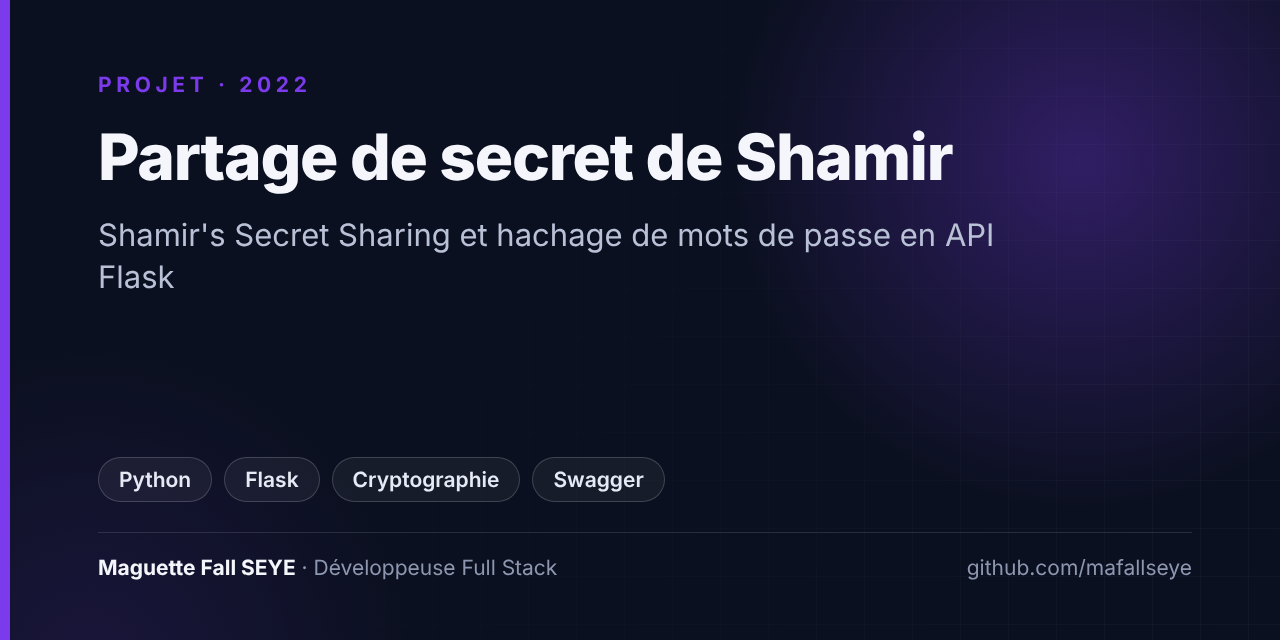 PROJET · 2022
Partage de secret de Shamir
Shamir's Secret Sharing et hachage de mots de passe en API
Flask
Python Flask Cryptographie Swagger
Maguette Fall SEYE · Développeuse Full Stack github.com/mafallseye